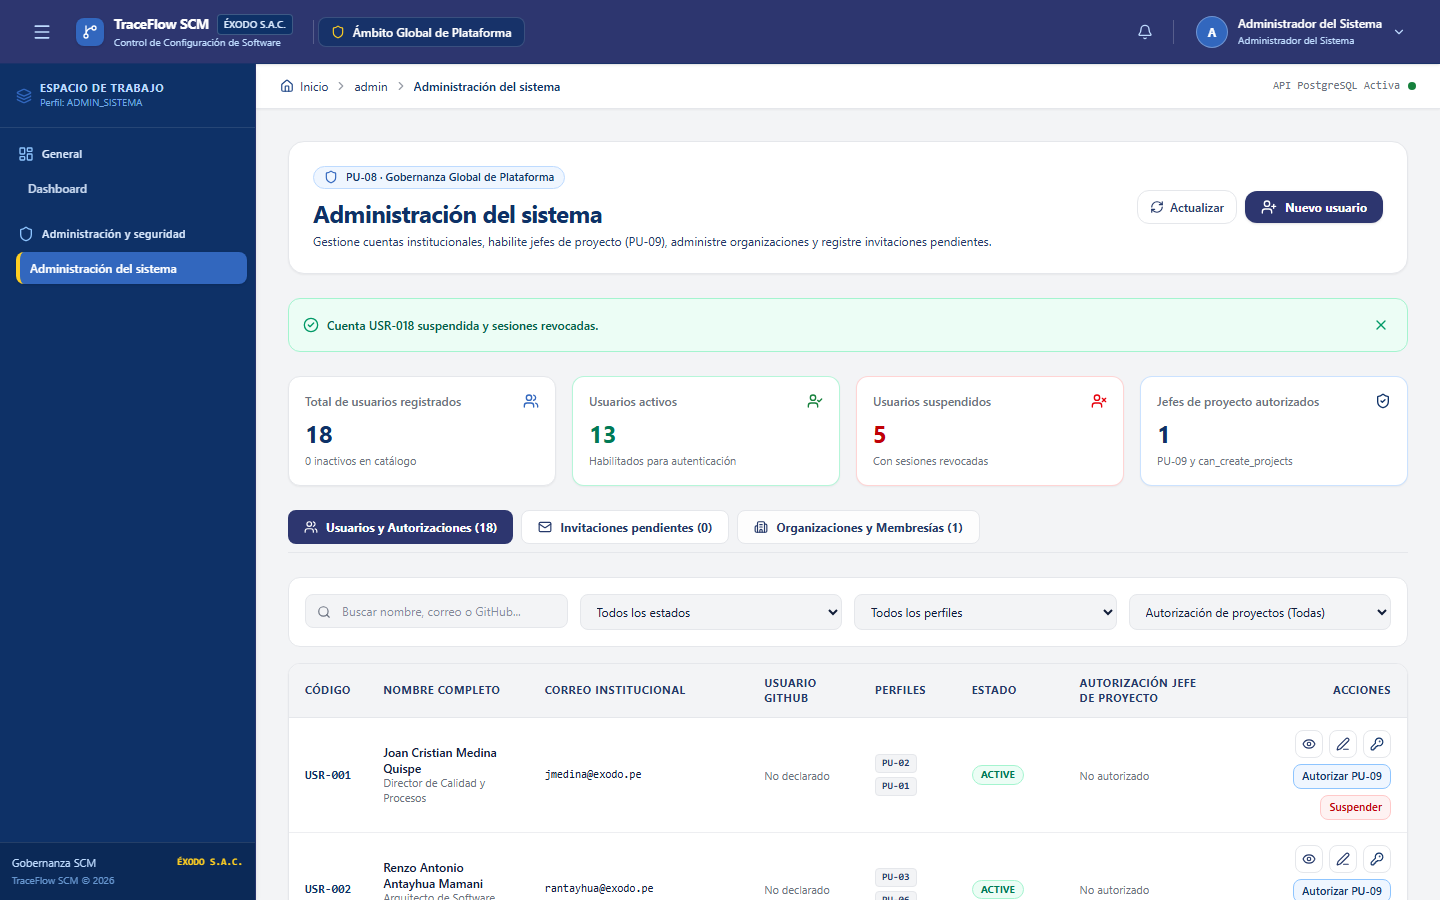 TraceFlow SCM
ÉXODO S.A.C.
Control de Configuración de Software
Ámbito Global de Plataforma
A
Administrador del Sistema
Administrador del Sistema
ESPACIO DE TRABAJO
Perfil: ADMIN_SISTEMA
General
Dashboard
Administración y seguridad
Administración del sistema
Gobernanza SCM
ÉXODO S.A.C.
TraceFlow SCM © 2026
Inicio
admin
Administración del sistema
API PostgreSQL Activa
PU-08 · Gobernanza Global de Plataforma
Administración del sistema
Gestione cuentas institucionales, habilite jefes de proyecto (PU-09), administre organizaciones y registre invitaciones pendientes.
Actualizar
Nuevo usuario
Cuenta USR-018 suspendida y sesiones revocadas.
Total de usuarios registrados
18
0 inactivos en catálogo
Usuarios activos
13
Habilitados para autenticación
Usuarios suspendidos
5
Con sesiones revocadas
Jefes de proyecto autorizados
1
PU-09 y can_create_projects
Usuarios y Autorizaciones (18)
Invitaciones pendientes (0)
Organizaciones y Membresías (1)
Buscar nombre, correo o GitHub...
Todos los estados
Todos los perfiles
Autorización de proyectos (Todas)
CÓDIGO
NOMBRE COMPLETO
CORREO INSTITUCIONAL
USUARIO
GITHUB
PERFILES
ESTADO
AUTORIZACIÓN JEFE
DE PROYECTO
ACCIONES
USR-001
Joan Cristian Medina
Quispe
Director de Calidad y
Procesos
jmedina@exodo.pe
No declarado
PU-02
PU-01
ACTIVE
No autorizado
Autorizar PU-09
Suspender
USR-002
Renzo Antonio
Antayhua Mamani
Arquitecto de Software
rantayhua@exodo.pe
No declarado
PU-03
PU-06
ACTIVE
No autorizado
Autorizar PU-09